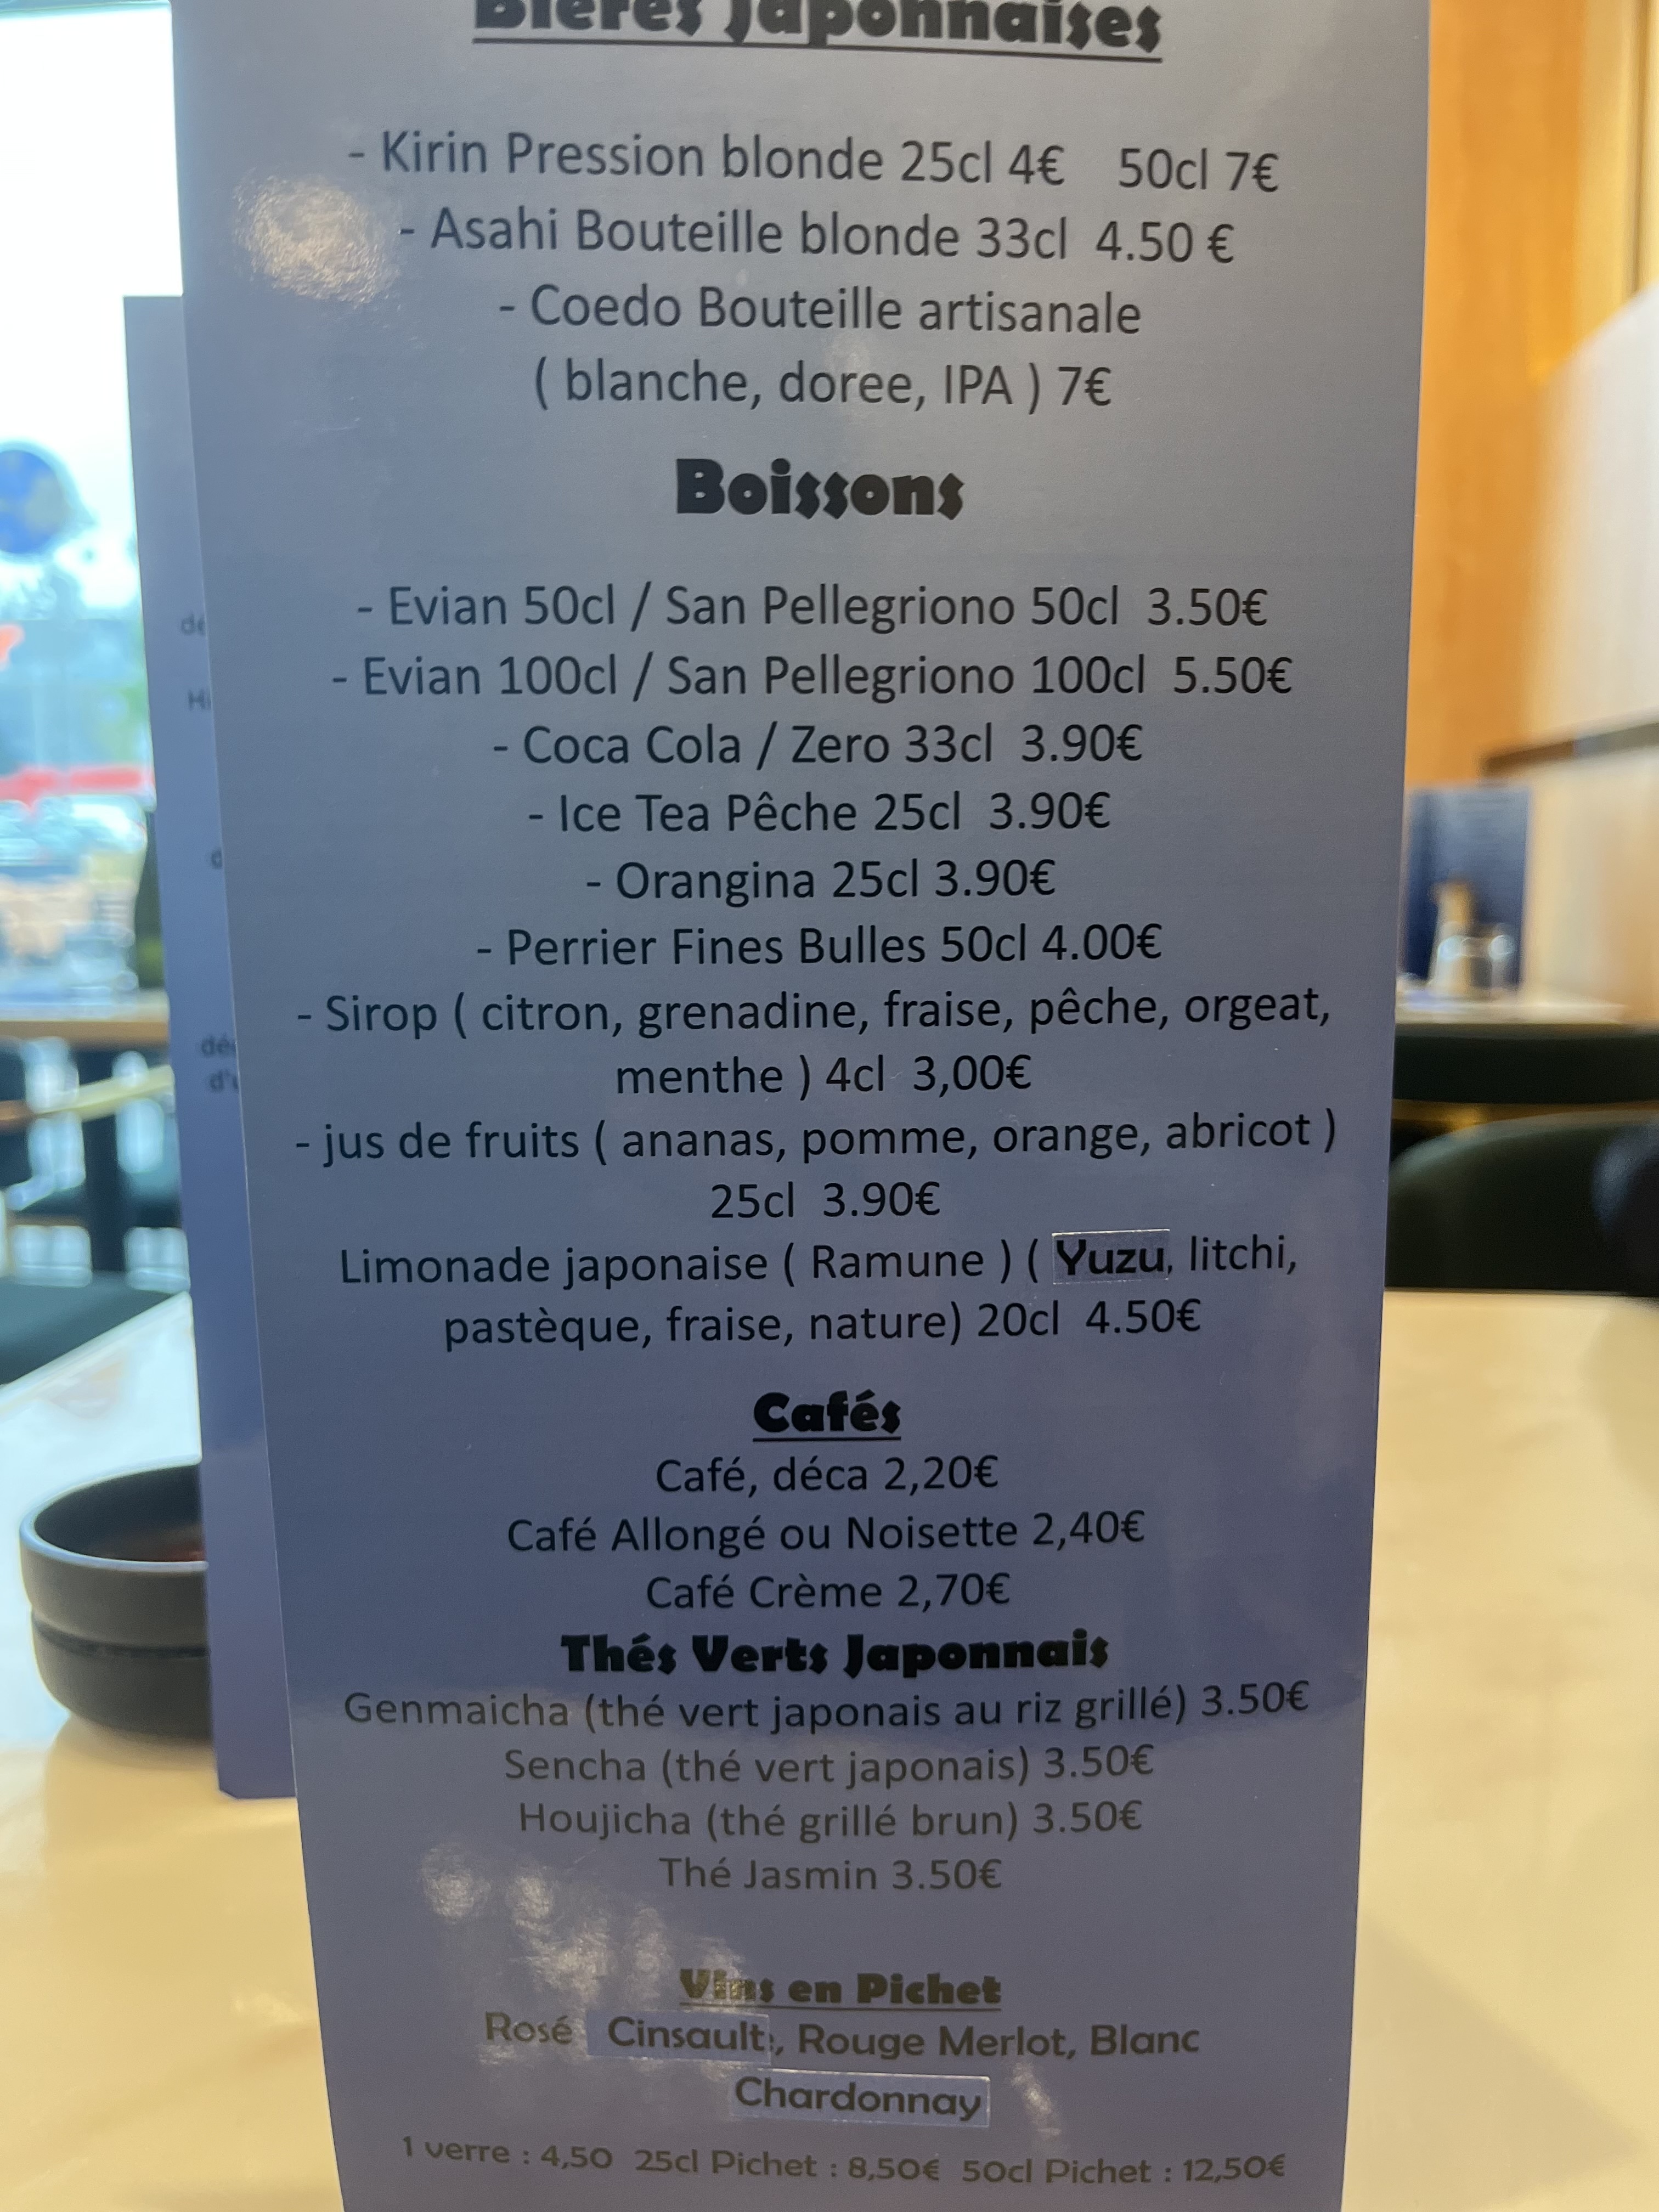 Bières Japonnaises
- Kirin Pression blonde 25cl 4€ 50cl 7€
- Asahi Bouteille blonde 33cl 4.50 €
- Coedo Bouteille artisanale
( blanche, doree, IPA ) 7€
Boissons
- Evian 50cl / San Pellegriono 50cl 3.50€
- Evian 100cl / San Pellegriono 100cl 5.50€
- Coca Cola / Zero 33cl 3.90€
- Ice Tea Pêche 25cl 3.90€
- Orangina 25cl 3.90€
- Perrier Fines Bulles 50cl 4.00€
- Sirop ( citron, grenadine, fraise, pêche, orgeat,
menthe ) 4cl 3,00€
- jus de fruits ( ananas, pomme, orange, abricot )
25cl 3.90€
Limonade japonaise ( Ramune ) ( Yuzu, litchi,
pastèque, fraise, nature) 20cl 4.50€
Cafés
Café, déca 2,20€
Café Allongé ou Noisette 2,40€
Café Crème 2,70€
Thés Verts Japonnais
Genmaicha (thé vert japonais au riz grillé) 3.50€
Sencha (thé vert japonais) 3.50€
Houjicha (thé grillé brun) 3.50€
Thé Jasmin 3.50€
Vins en Pichet
Rosé Cinsault, Rouge Merlot, Blanc
Chardonnay
1 verre : 4,50 25cl Pichet : 8,50€ 50cl Pichet : 12,50€